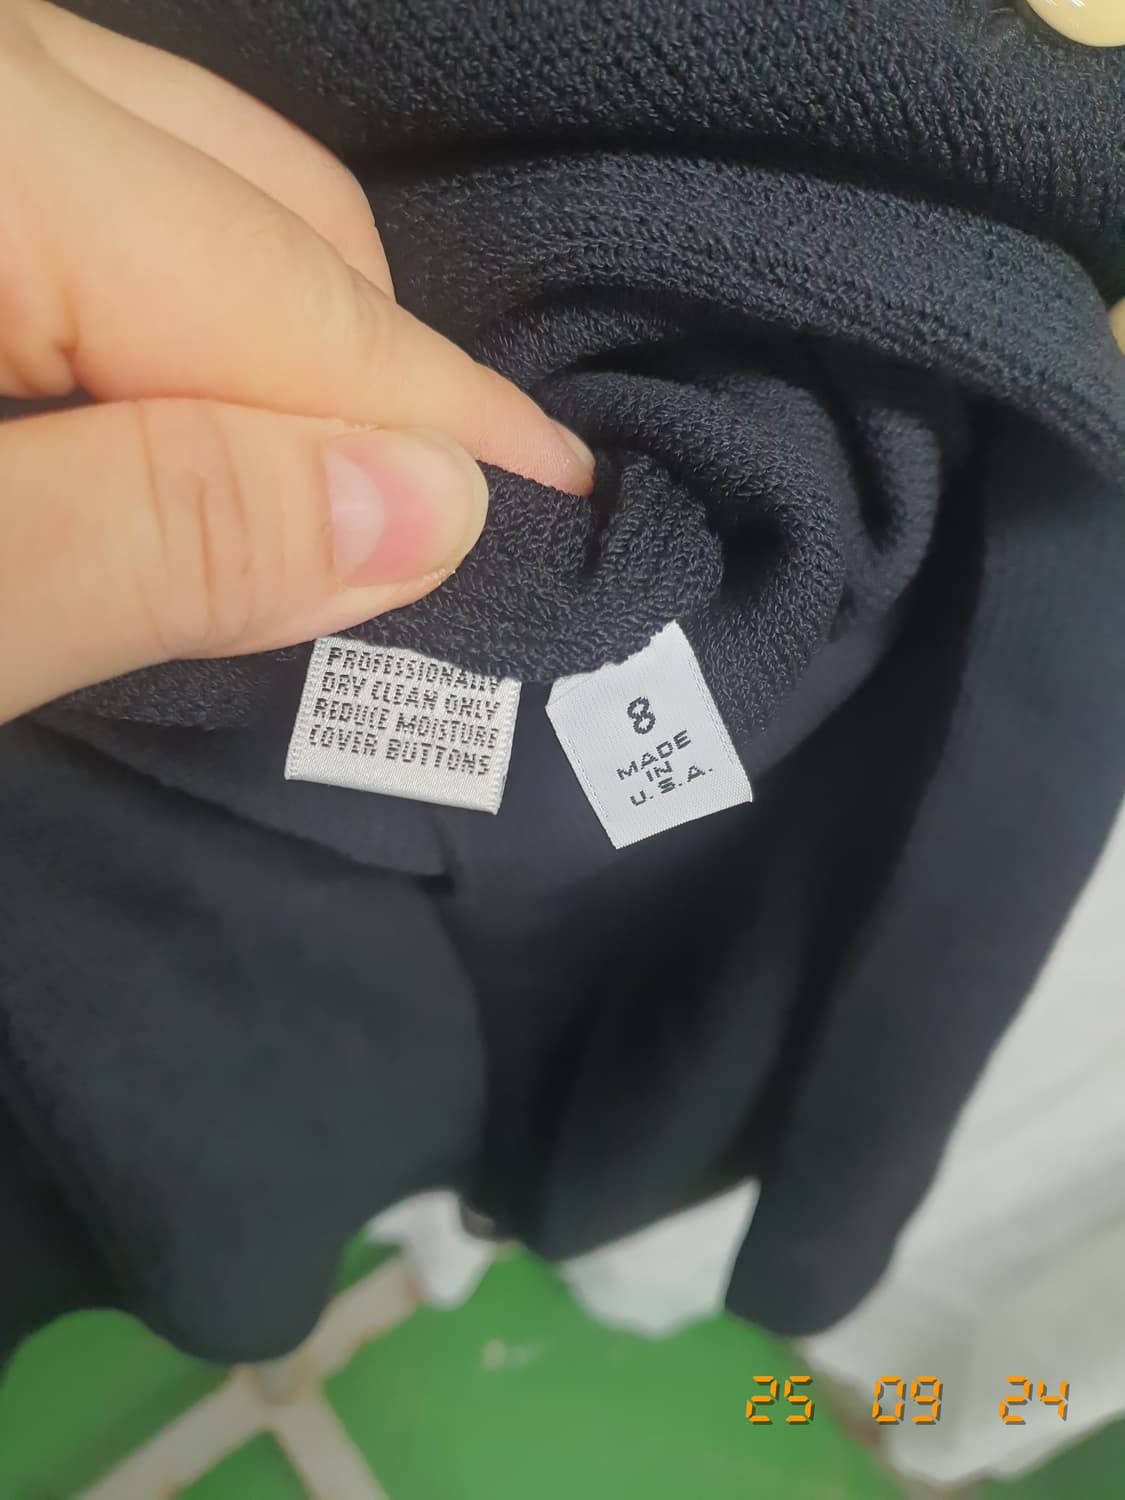 PROFESSIONALLY
DRY CLEAN ONLY
REDUCE MOISTURE
COVER BUTTONS
8
MADE
IN
U.S.A.
25 09 24